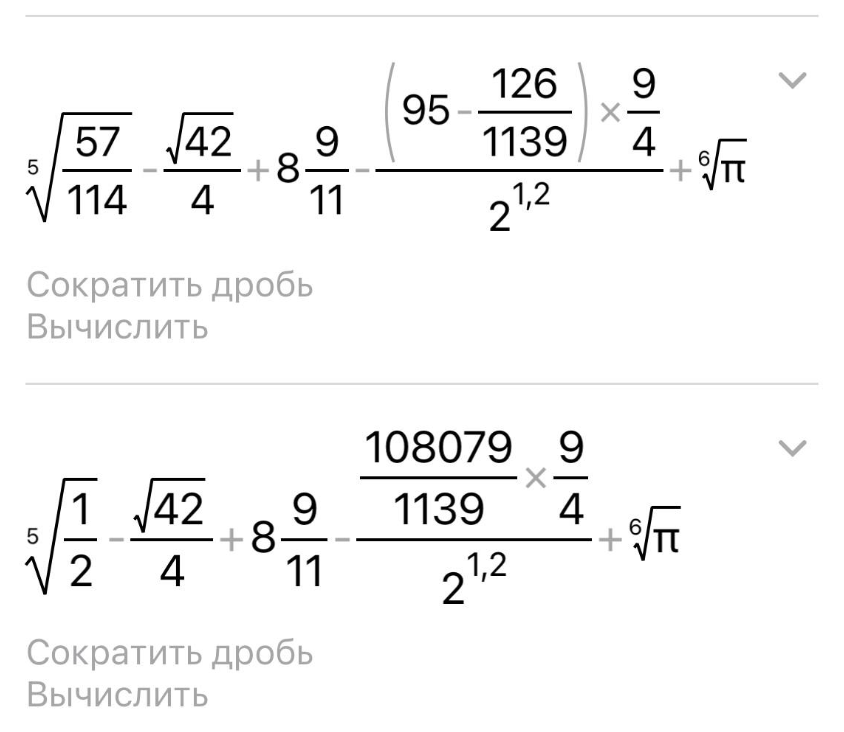 ⁵√(57/114) - √42/4 + 8 9/11 - ((95 - 126/1139) × 9/4)/2^1,2 + ⁶√π
Сократить дробь
Вычислить
⁵√(1/2) - √42/4 + 8 9/11 - (108079/1139 × 9/4)/2^1,2 + ⁶√π
Сократить дробь
Вычислить